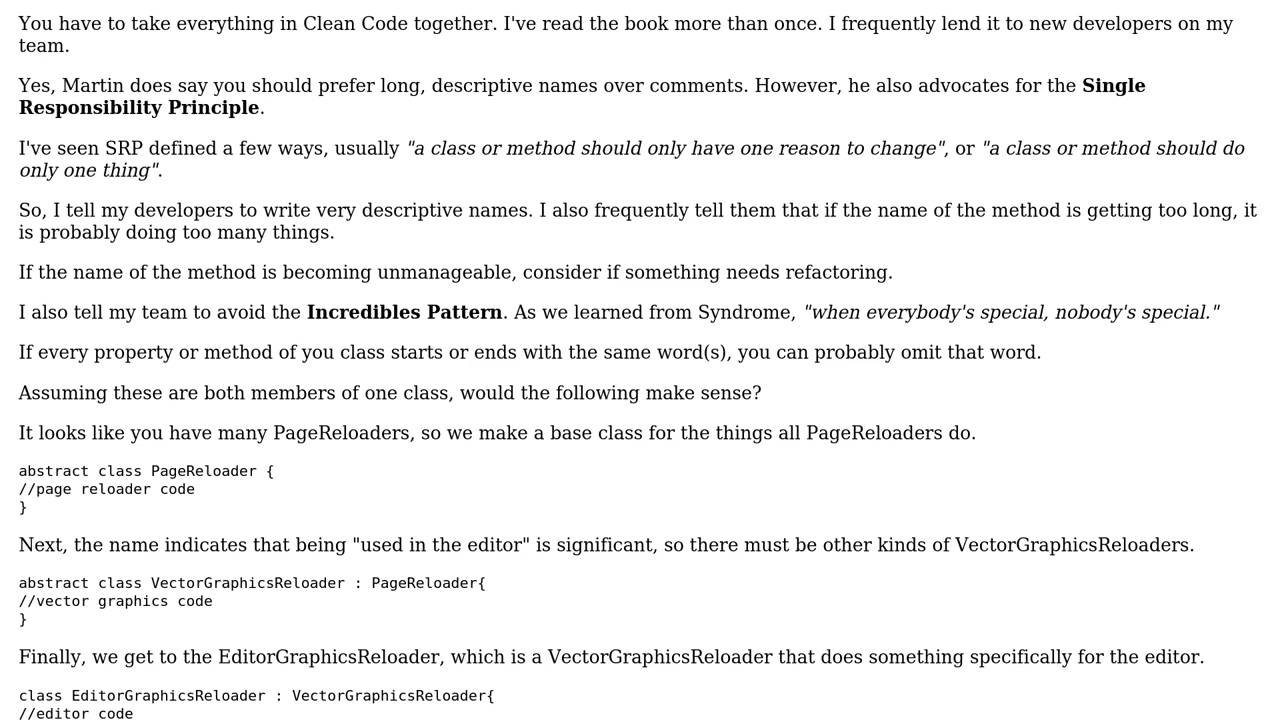 You have to take everything in Clean Code together. I've read the book more than once. I frequently lend it to new developers on my
team.
Yes, Martin does say you should prefer long, descriptive names over comments. However, he also advocates for the Single
Responsibility Principle.
I've seen SRP defined a few ways, usually "a class or method should only have one reason to change", or "a class or method should do
only one thing".
So, I tell my developers to write very descriptive names. I also frequently tell them that if the name of the method is getting too long, it
is probably doing too many things.
If the name of the method is becoming unmanageable, consider if something needs refactoring.
I also tell my team to avoid the Incredibles Pattern. As we learned from Syndrome, "when everybody's special, nobody's special."
If every property or method of you class starts or ends with the same word(s), you can probably omit that word.
Assuming these are both members of one class, would the following make sense?
It looks like you have many PageReloaders, so we make a base class for the things all PageReloaders do.
abstract class PageReloader {
//page reloader code
}
Next, the name indicates that being "used in the editor" is significant, so there must be other kinds of VectorGraphicsReloaders.
abstract class VectorGraphicsReloader : PageReloader{
//vector graphics code
}
Finally, we get to the EditorGraphicsReloader, which is a VectorGraphicsReloader that does something specifically for the editor.
class EditorGraphicsReloader : VectorGraphicsReloader{
//editor code